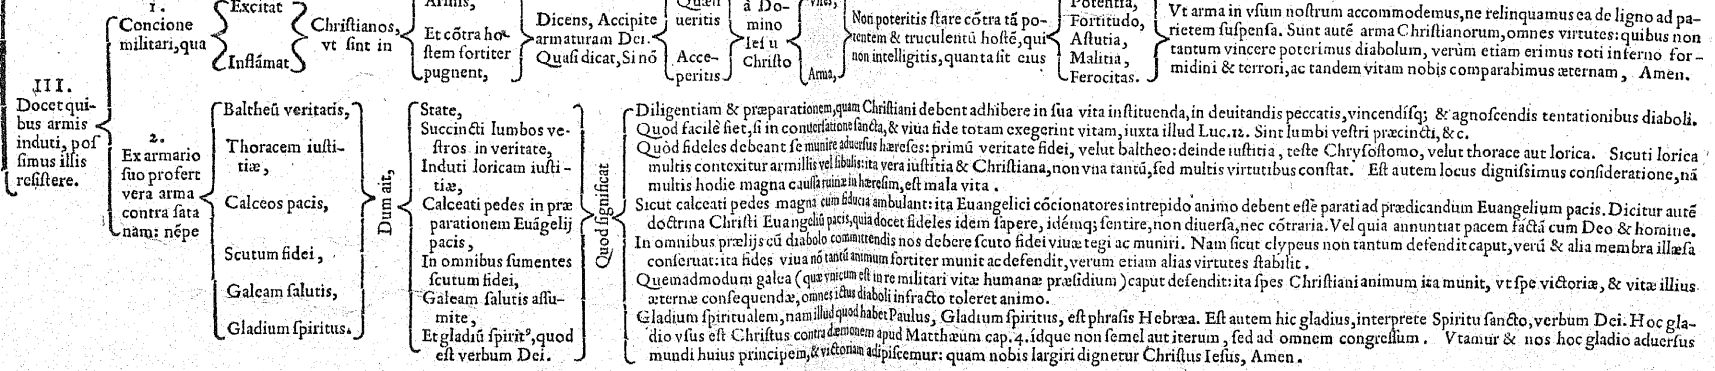 III.
Docet qui-
bus armis
induti, poſ
ſimus illis
reſiſtere.
1.
Concione
militari, qua
Excitat
Inflámat
Chriſtianos,
vt ſint in
Armis,
Et cõtra ho-
ſtem fortiter
pugnent,
Dicens, Accipite
armaturam Dei.
Quaſi dicat, Si nõ
ueritis
Acce-
peritis
à Do-
mino
Ieſu
Chriſto
Vires,
Arma,
Non poteritis ſtare cõtra tã po-
tentem & truculentũ hoſtẽ, qui
non intelligitis, quanta ſit eius
Potentia,
Fortitudo,
Aſtutia,
Malitia,
Ferocitas.
Vt arma in vſum noſtrum accommodemus, ne relinquamus ea de ligno ad pa-
rietem ſuſpenſa. Sunt autẽ arma Chriſtianorum, omnes virtutes: quibus non
tantum vincere poterimus diabolum, verùm etiam erimus toti inferno for-
midini & terrori, ac tandem vitam nobis comparabimus æternam, Amen.
2.
Ex armario
ſuo profert
vera arma
contra ſata
nam: nẽpe
Baltheũ veritatis,
Thoracem iuſti-
tiæ,
Calceos pacis,
Scutum fidei,
Galeam ſalutis,
Gladium ſpiritus.
Dum ait,
State,
Succincti lumbos ve-
ſtros in veritate,
Induti loricam iuſti-
tiæ,
Calceati pedes in præ
parationem Euãgelij
pacis,
In omnibus ſumentes
ſcutum fidei,
Galeam ſalutis aſſu-
mite,
Et gladiũ ſpiritꝰ, quod
eſt verbum Dei.
Quod ſignificat
Diligentiam & præparationem, quam Chriſtiani debent adhibere in ſua vita inſtituenda, in deuitandis peccatis, vincendíſq; & agnoſcendis tentationibus diaboli.
Quod facilè fiet, ſi in conuerſatione ſancta, & viua fide totam exegerint vitam, iuxta illud Luc. 12. Sint lumbi veſtri præcincti, &c.
Quòd fideles debeant ſe munire aduerſus hæreſes: primũ veritate fidei, velut baltheo: deinde iuſtitia, teſte Chryſoſtomo, velut thorace aut lorica. Sicuti lorica
multis contexitur armillis vel fibulis: ita vera iuſtitia & Chriſtiana, non vna tantũ, ſed multis virtutibus conſtat. Eſt autem locus digniſſimus conſideratione, nã
multis hodie magna cauſſa ruinæ in hæreſim, eſt mala vita.
Sicut calceati pedes magna cum fiducia ambulant: ita Euangelici cõcionatores intrepido animo debent eſſe parati ad prædicandum Euangelium pacis. Dicitur autẽ
doctrina Chriſti Euangeliũ pacis, quia docet fideles idem ſapere, idémq; ſentire, non diuerſa, nec cõtraria. Vel quia annuntiat pacem factã cum Deo & homine.
In omnibus prælijs cũ diabolo committendis nos debere ſcuto fidei viuæ tegi ac muniri. Nam ſicut clypeus non tantum defendit caput, verũ & alia membra illæſa
conſeruat: ita fides viua nõ tantũ animum fortiter munit ac defendit, verum etiam alias virtutes ſtabilit.
Quemadmodum galea (quæ vnicum eſt in re militari vitæ humanæ præſidium) caput defendit: ita ſpes Chriſtiani animum ita munit, vt ſpe victoriæ, & vitæ illius
æternæ conſequendæ, omnes ictus diaboli infracto toleret animo.
Gladium ſpiritualem, nam illud quod habet Paulus, Gladium ſpiritus, eſt phraſis Hebræa. Eſt autem hic gladius, interprete Spiritu ſancto, verbum Dei. Hoc gla-
dio vſus eſt Chriſtus contra dæmonem apud Matthæum cap. 4. idque non ſemel aut iterum, ſed ad omnem congreſſum. Vtamur & nos hoc gladio aduerſus
mundi huius principem, & victoriam adipiſcemur: quam nobis largiri dignetur Chriſtus Ieſus, Amen.